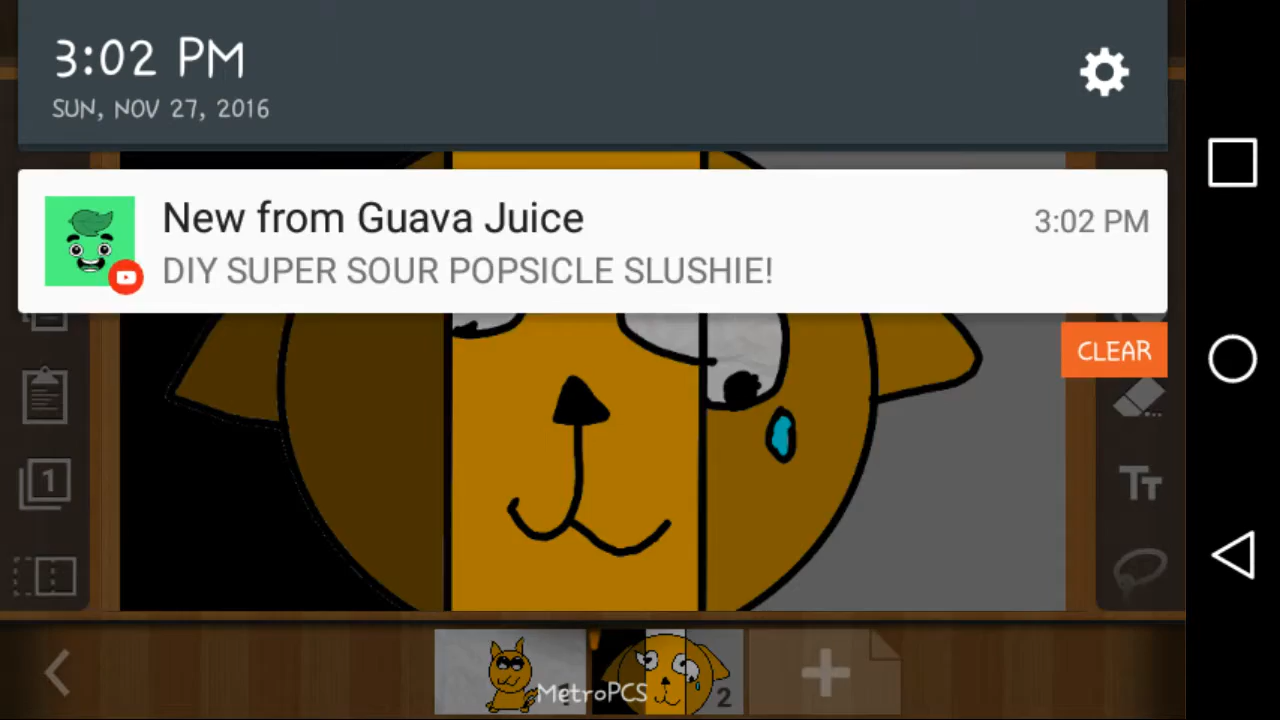 3:02 PM
SUN, NOV 27, 2016
New from Guava Juice
3:02 PM
DIY SUPER SOUR POPSICLE SLUSHIE!
CLEAR
1
TT
MetroPCS
2